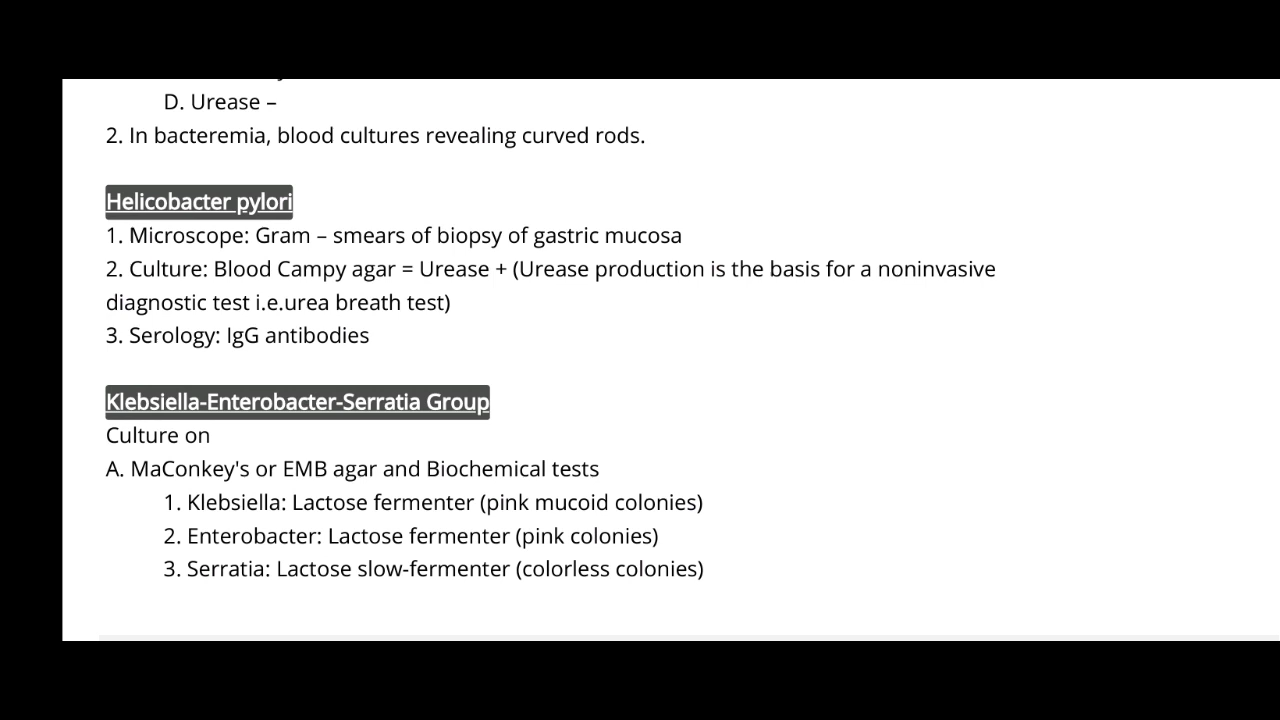 D. Urease –
2. In bacteremia, blood cultures revealing curved rods.
Helicobacter pylori
1. Microscope: Gram – smears of biopsy of gastric mucosa
2. Culture: Blood Campy agar = Urease + (Urease production is the basis for a noninvasive
diagnostic test i.e.urea breath test)
3. Serology: IgG antibodies
Klebsiella-Enterobacter-Serratia Group
Culture on
A. MaConkey's or EMB agar and Biochemical tests
1. Klebsiella: Lactose fermenter (pink mucoid colonies)
2. Enterobacter: Lactose fermenter (pink colonies)
3. Serratia: Lactose slow-fermenter (colorless colonies)